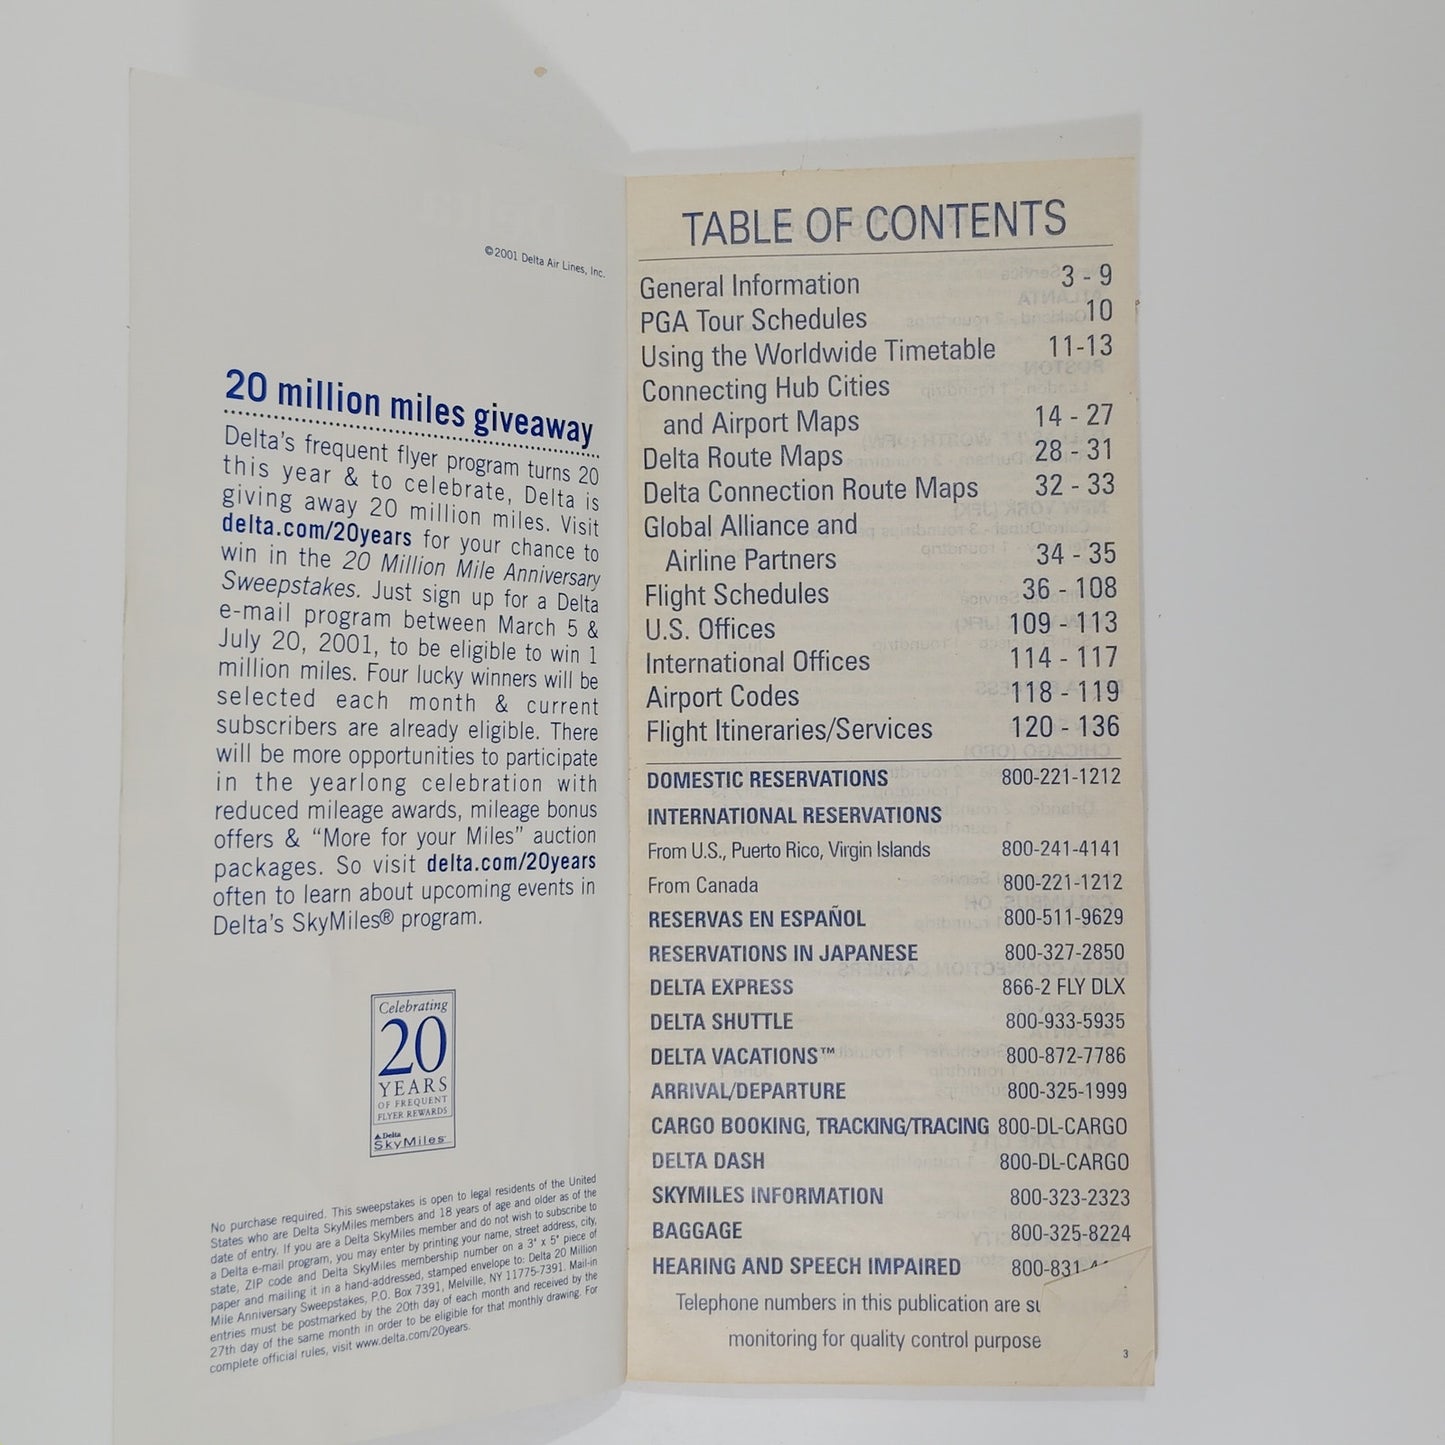 ©2001 Delta Air Lines, Inc.
20 million miles giveaway
Delta's frequent flyer program turns 20
this year & to celebrate, Delta is
giving away 20 million miles. Visit
delta.com/20years for your chance to
win in the 20 Million Mile Anniversary
Sweepstakes. Just sign up for a Delta
e-mail program between March 5 &
July 20, 2001, to be eligible to win 1
million miles. Four lucky winners will be
selected each month & current
subscribers are already eligible. There
will be more opportunities to participate
in the yearlong celebration with
reduced mileage awards, mileage bonus
offers & "More for your Miles" auction
packages. So visit delta.com/20years
often to learn about upcoming events in
Delta's SkyMiles® program.
Celebrating
20
YEARS
OF FREQUENT
FLYER REWARDS
Delta
SkyMiles
No purchase required. This sweepstakes is open to legal residents of the United
States who are Delta SkyMiles members and 18 years of age and older as of the
date of entry. If you are a Delta SkyMiles member and do not wish to subscribe to
a Delta e-mail program, you may enter by printing your name, street address, city,
state, ZIP code and Delta SkyMiles membership number on a 3" x 5" piece of
paper and mailing it in a hand-addressed, stamped envelope to: Delta 20 Million
Mile Anniversary Sweepstakes, P.O. Box 7391, Melville, NY 11775-7391. Mail-in
entries must be postmarked by the 20th day of each month and received by the
27th day of the same month in order to be eligible for that monthly drawing. For
complete official rules, visit www.delta.com/20years.
TABLE OF CONTENTS
General Information 3 - 9
PGA Tour Schedules 10
Using the Worldwide Timetable 11-13
Connecting Hub Cities
and Airport Maps 14 - 27
Delta Route Maps 28 - 31
Delta Connection Route Maps 32 - 33
Global Alliance and
Airline Partners 34 - 35
Flight Schedules 36 - 108
U.S. Offices 109 - 113
International Offices 114 - 117
Airport Codes 118 - 119
Flight Itineraries/Services 120 - 136
DOMESTIC RESERVATIONS 800-221-1212
INTERNATIONAL RESERVATIONS
From U.S., Puerto Rico, Virgin Islands 800-241-4141
From Canada 800-221-1212
RESERVAS EN ESPAÑOL 800-511-9629
RESERVATIONS IN JAPANESE 800-327-2850
DELTA EXPRESS 866-2 FLY DLX
DELTA SHUTTLE 800-933-5935
DELTA VACATIONS™ 800-872-7786
ARRIVAL/DEPARTURE 800-325-1999
CARGO BOOKING, TRACKING/TRACING 800-DL-CARGO
DELTA DASH 800-DL-CARGO
SKYMILES INFORMATION 800-323-2323
BAGGAGE 800-325-8224
HEARING AND SPEECH IMPAIRED 800-831-
Telephone numbers in this publication are
monitoring for quality control purpose
3